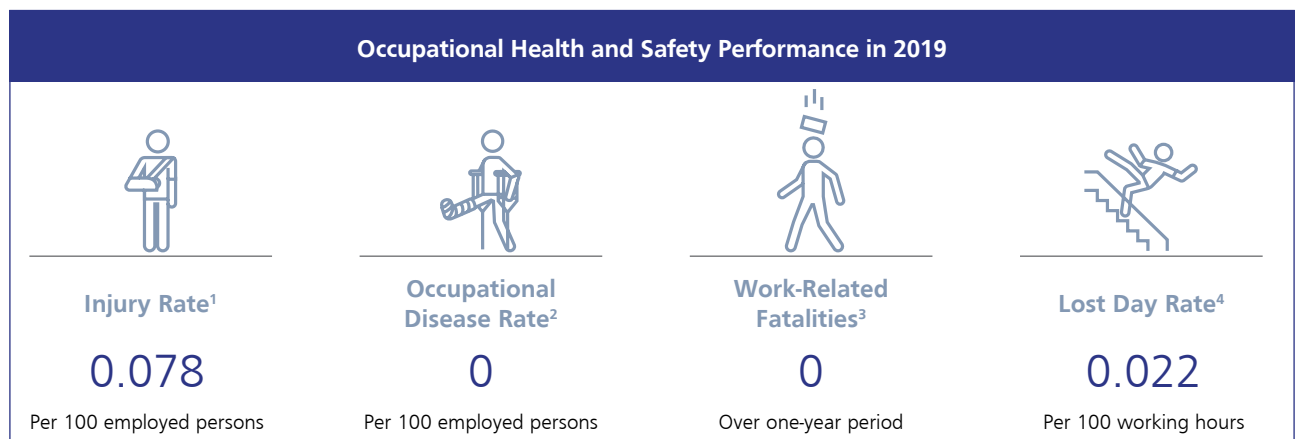 Occupational Health and Safety Performance in 2019
Injury Rate¹
0.078
Per 100 employed persons
Occupational
Disease Rate²
0
Per 100 employed persons
Work-Related
Fatalities³
0
Over one-year period
Lost Day Rate⁴
0.022
Per 100 working hours